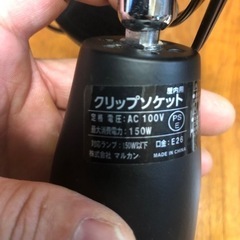 屋内用
クリップソケット
定格 電圧:AC 100V
PS
E
最大消費電力:150W
対応ランプ:150W以下 口金:E26
株式会社 マルカン MADE IN CHINA